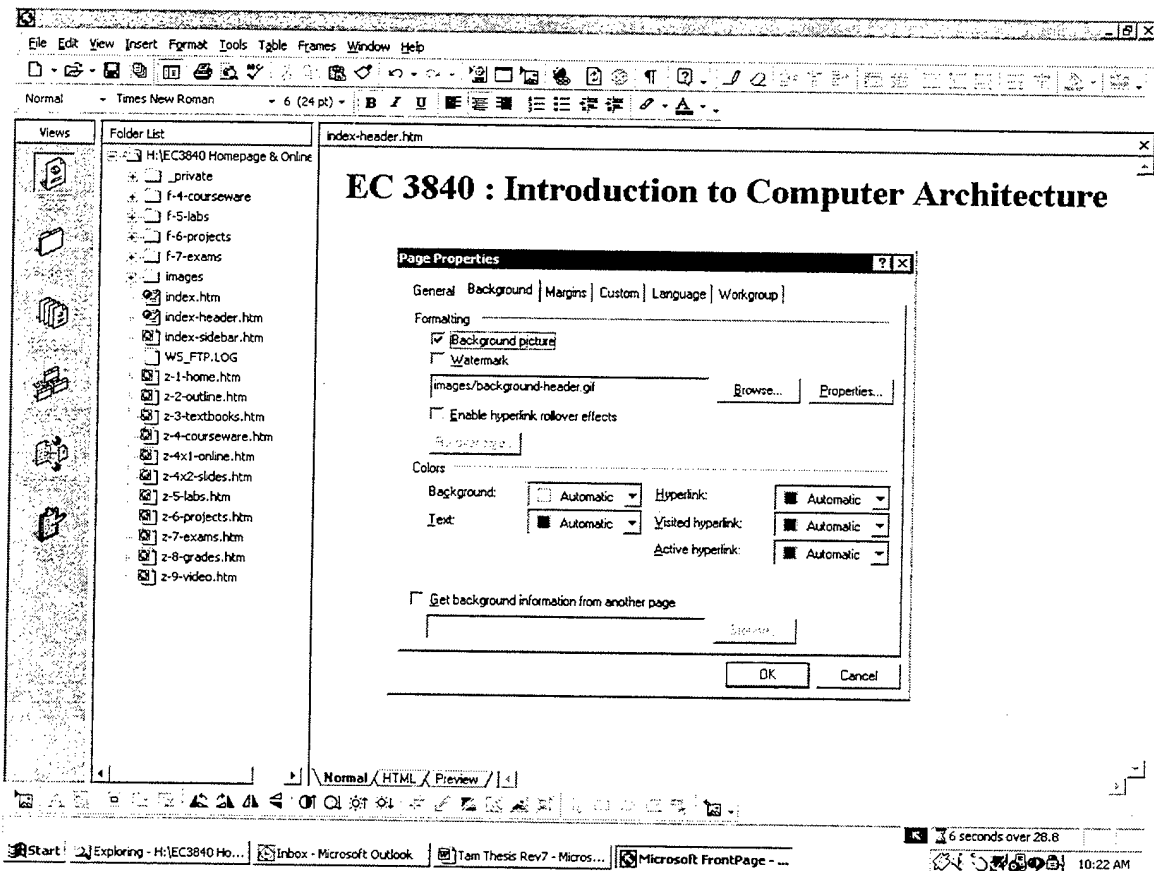 File Edit View Insert Format Tools Table Frames Window Help
Normal Times New Roman 6 (24 pt) B I U A
Views
Folder List
index-header.htm
H:\EC3840 Homepage & Online
_private
f-4-courseware
f-5-labs
f-6-projects
f-7-exams
images
index.htm
index-header.htm
index-sidebar.htm
WS_FTP.LOG
z-1-home.htm
z-2-outline.htm
z-3-textbooks.htm
z-4-courseware.htm
z-4x1-online.htm
z-4x2-slides.htm
z-5-labs.htm
z-6-projects.htm
z-7-exams.htm
z-8-grades.htm
z-9-video.htm
EC 3840 : Introduction to Computer Architecture
Page Properties
General Background Margins Custom Language Workgroup
Formatting
Background picture
Watermark
images/background-header.gif Browse... Properties...
Enable hyperlink rollover effects
Colors
Background: Automatic Hyperlink: Automatic
Text: Automatic Visited hyperlink: Automatic
Active hyperlink: Automatic
Get background information from another page
OK Cancel
Normal HTML Preview
6 seconds over 28.8
Start Exploring - H:\EC3840 Ho... Inbox - Microsoft Outlook Tam Thesis Rev7 - Micros... Microsoft FrontPage - ... 10:22 AM